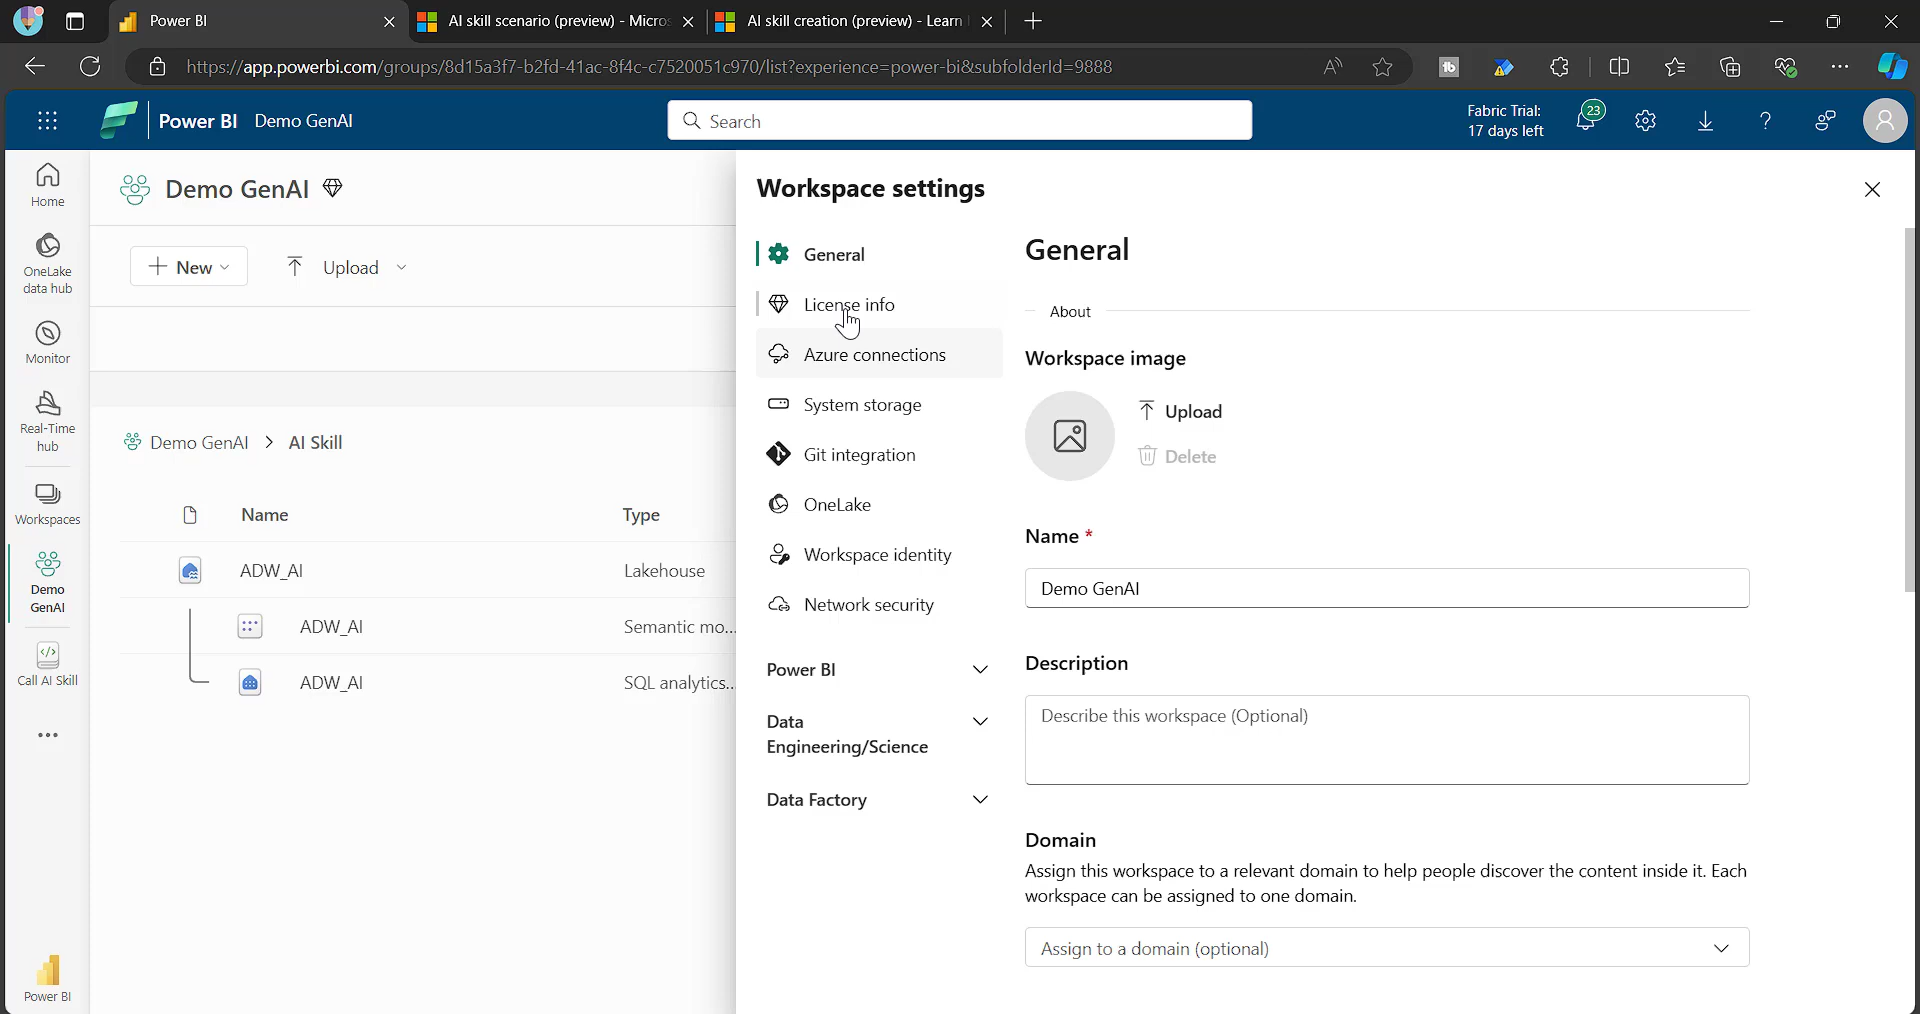 Power BI
AI skill scenario (preview) - Micros
AI skill creation (preview) - Learn
https://app.powerbi.com/groups/8d15a3f7-b2fd-41ac-8f4c-c7520051c970/list?experience=power-bi&subfolderId=9888
Power BI Demo GenAI
Search
Fabric Trial:
17 days left
23
Home
OneLake
data hub
Monitor
Real-Time
hub
Workspaces
Demo
GenAI
Call AI Skill
Power BI
Demo GenAI
New
Upload
Demo GenAI > AI Skill
Name Type
ADW_AI Lakehouse
ADW_AI Semantic mo...
ADW_AI SQL analytics...
Workspace settings
General
License info
Azure connections
System storage
Git integration
OneLake
Workspace identity
Network security
Power BI
Data
Engineering/Science
Data Factory
General
About
Workspace image
Upload
Delete
Name *
Demo GenAI
Description
Describe this workspace (Optional)
Domain
Assign this workspace to a relevant domain to help people discover the content inside it. Each
workspace can be assigned to one domain.
Assign to a domain (optional)